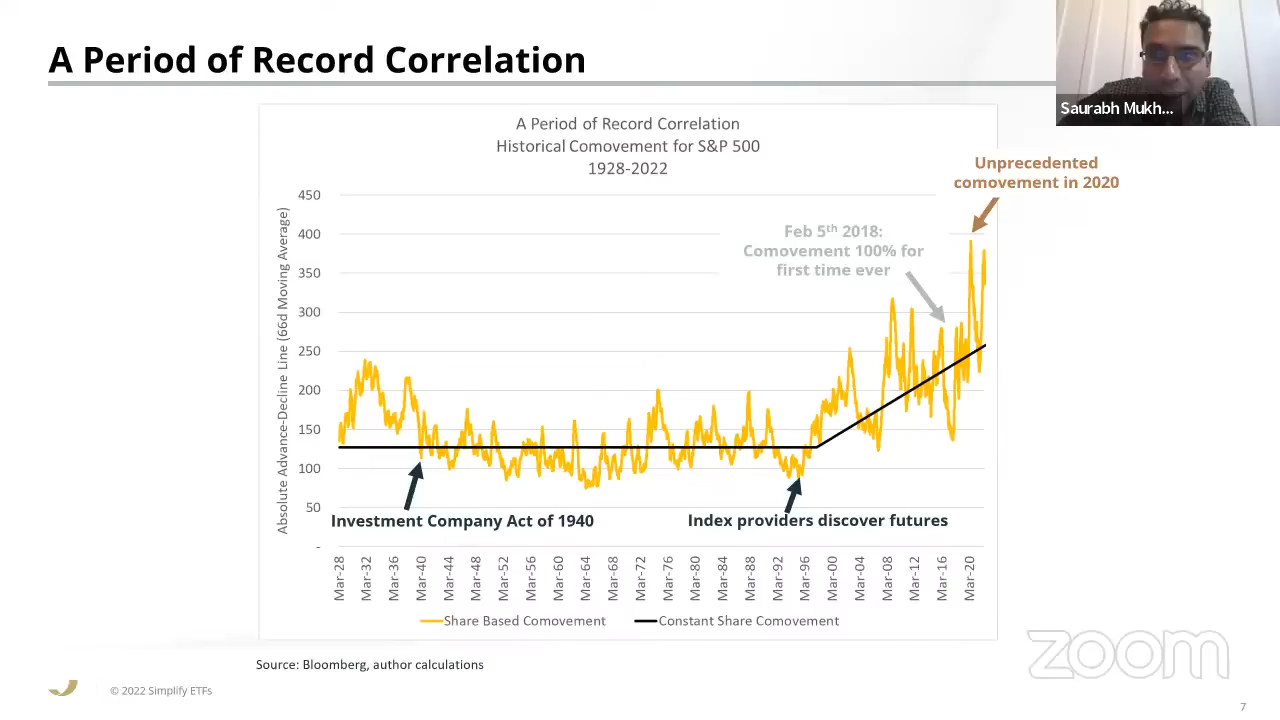 A Period of Record Correlation
Saurabh Mukh...
A Period of Record Correlation
Historical Comovement for S&P 500
1928-2022
Unprecedented
comovement in 2020
Feb 5th 2018:
Comovement 100% for
first time ever
Absolute Advance-Decline Line (66d Moving Average)
450
400
350
300
250
200
150
100
50
-
Investment Company Act of 1940
Index providers discover futures
Mar-28
Mar-32
Mar-36
Mar-40
Mar-44
Mar-48
Mar-52
Mar-56
Mar-60
Mar-64
Mar-68
Mar-72
Mar-76
Mar-80
Mar-84
Mar-88
Mar-92
Mar-96
Mar-00
Mar-04
Mar-08
Mar-12
Mar-16
Mar-20
Share Based Comovement
Constant Share Comovement
Source: Bloomberg, author calculations
zoom
© 2022 Simplify ETFs
7